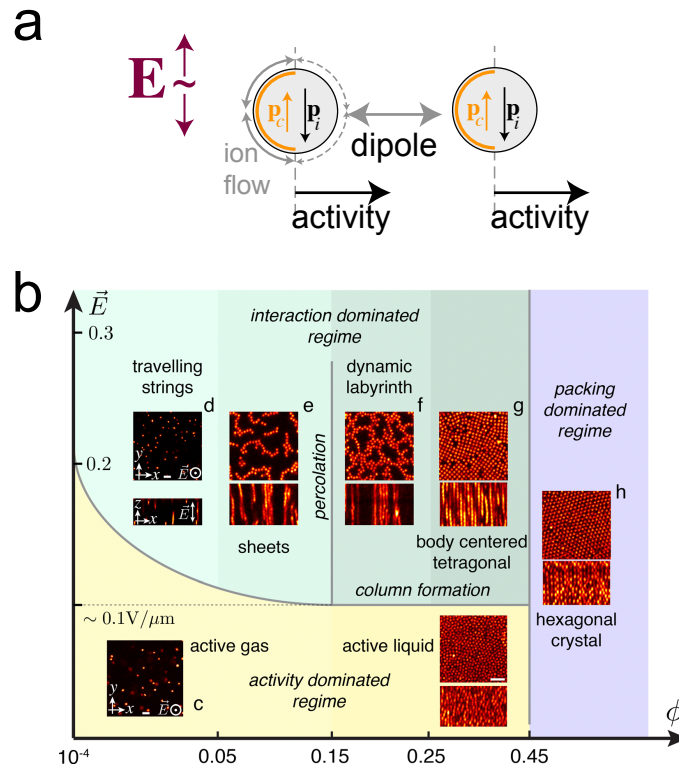 a
E ~
p_c p_i
p_c p_i
dipole
ion
flow
activity
activity
b
E⃗
interaction dominated
regime
0.3
travelling
strings
dynamic
labyrinth
packing
dominated
regime
d
e
f
g
y
x
E⃗
percolation
0.2
z
x
E⃗
h
sheets
body centered
tetragonal
column formation
~ 0.1V/μm
hexagonal
crystal
active gas
active liquid
activity dominated
regime
y
x
E⃗
c
ϕ
10⁻⁴
0.05
0.15
0.25
0.45